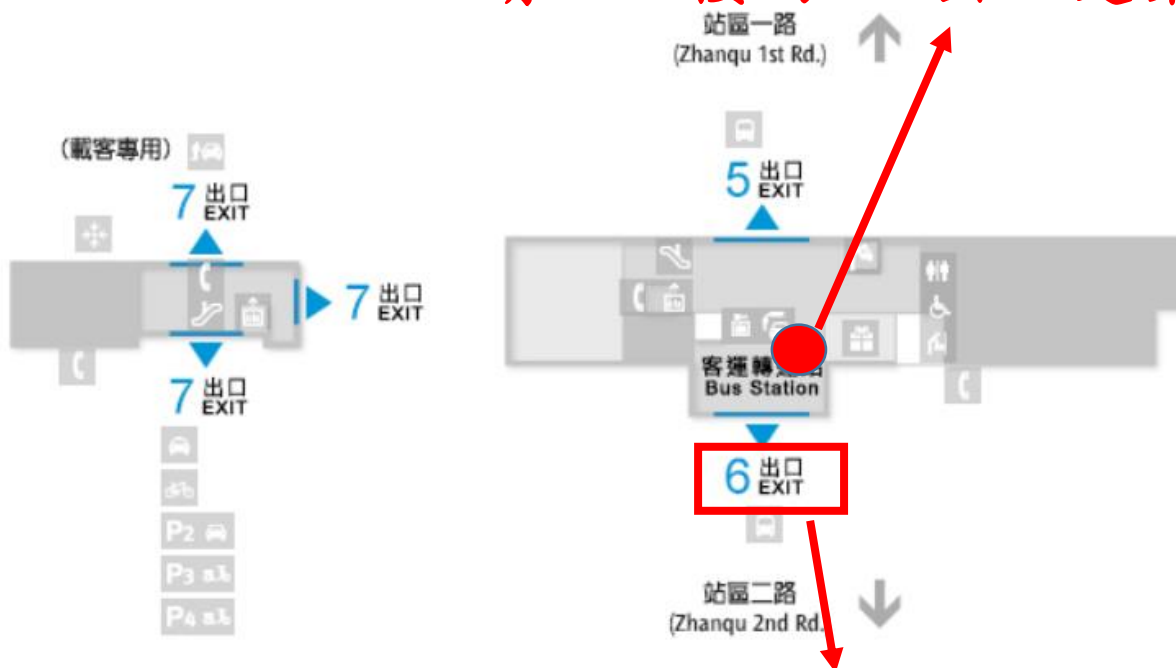 站區一路
(Zhanqu 1st Rd.)
(載客專用)
7 出口
EXIT
5 出口
EXIT
7 出口
EXIT
客運轉
Bus Station
7 出口
EXIT
6 出口
EXIT
P2
P3
P4
站區二路
(Zhanqu 2nd Rd.